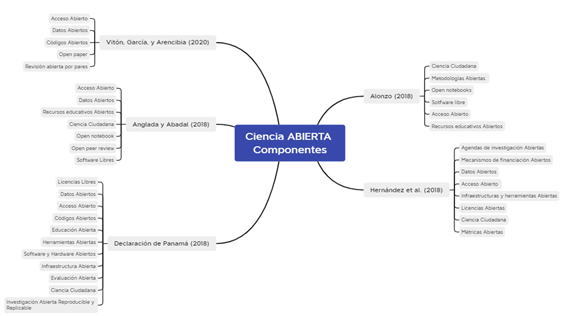 Ciencia ABIERTA
Componentes
Vitón, García, y Arencibia (2020)
Acceso Abierto
Datos Abiertos
Códigos Abiertos
Open paper
Revisión abierta por pares
Anglada y Abadal (2018)
Acceso Abierto
Datos Abiertos
Recursos educativos Abiertos
Ciencia Ciudadana
Open notebook
Open peer review
Software Libres
Declaración de Panamá (2018)
Licencias Libres
Datos Abiertos
Acceso Abierto
Códigos Abiertos
Educación Abierta
Herramientas Abiertas
Software y Hardware Abiertos
Infraestructura Abierta
Evaluación Abierta
Ciencia Ciudadana
Investigación Abierta Reproducible y
Replicable
Alonzo (2018)
Ciencia Ciudadana
Metodologías Abiertas
Open notebooks
Software libre
Acceso Abierto
Recursos educativos Abiertos
Hernández et al. (2018)
Agendas de Investigación Abiertas
Mecanismos de financiación Abiertos
Datos Abiertos
Acceso Abierto
Infraestructuras y herramientas Abiertas
Licencias Abiertas
Ciencia Ciudadana
Métricas Abiertas